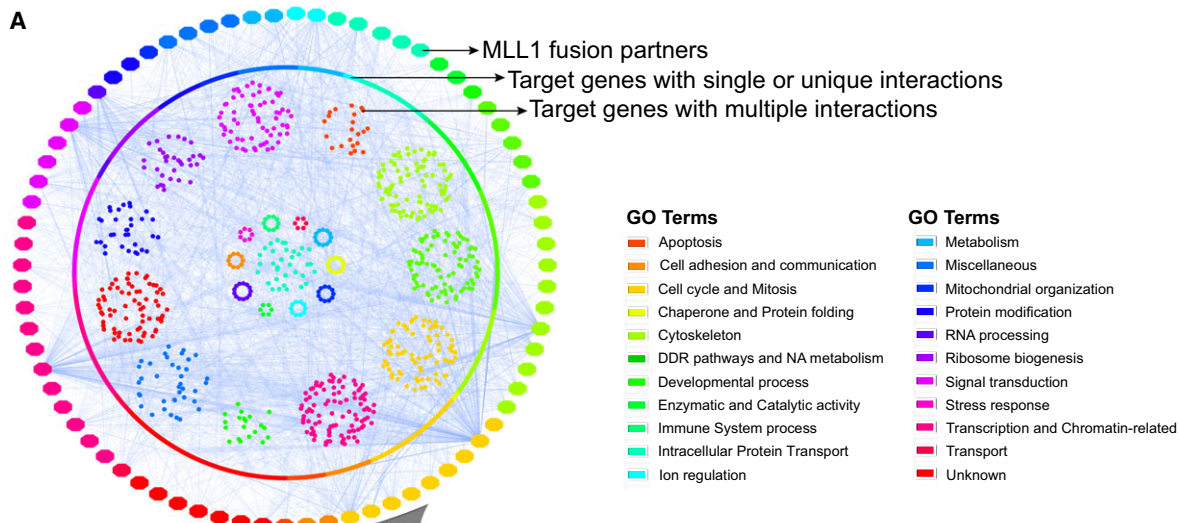 A
MLL1 fusion partners
Target genes with single or unique interactions
Target genes with multiple interactions
GO Terms
Apoptosis
Cell adhesion and communication
Cell cycle and Mitosis
Chaperone and Protein folding
Cytoskeleton
DDR pathways and NA metabolism
Developmental process
Enzymatic and Catalytic activity
Immune System process
Intracellular Protein Transport
Ion regulation
GO Terms
Metabolism
Miscellaneous
Mitochondrial organization
Protein modification
RNA processing
Ribosome biogenesis
Signal transduction
Stress response
Transcription and Chromatin-related
Transport
Unknown